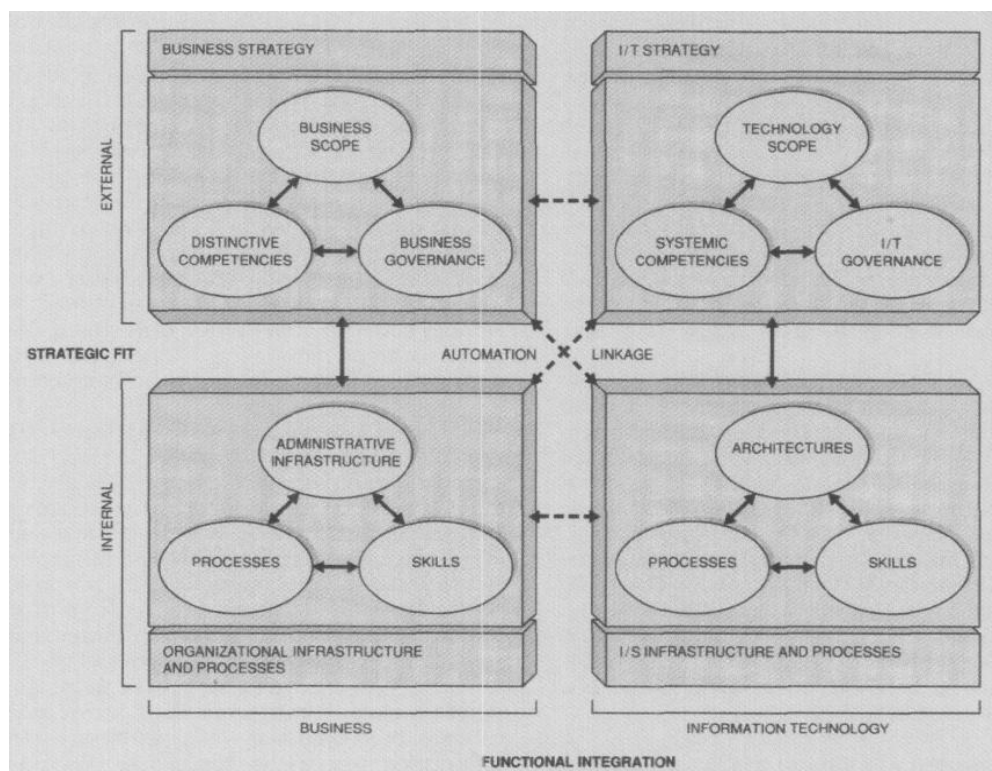 BUSINESS STRATEGY
I/T STRATEGY
EXTERNAL
BUSINESS
SCOPE
DISTINCTIVE
COMPETENCIES
BUSINESS
GOVERNANCE
TECHNOLOGY
SCOPE
SYSTEMIC
COMPETENCIES
I/T
GOVERNANCE
STRATEGIC FIT
AUTOMATION
LINKAGE
INTERNAL
ADMINISTRATIVE
INFRASTRUCTURE
PROCESSES
SKILLS
ARCHITECTURES
PROCESSES
SKILLS
ORGANIZATIONAL INFRASTRUCTURE
AND PROCESSES
I/S INFRASTRUCTURE AND PROCESSES
BUSINESS
INFORMATION TECHNOLOGY
FUNCTIONAL INTEGRATION